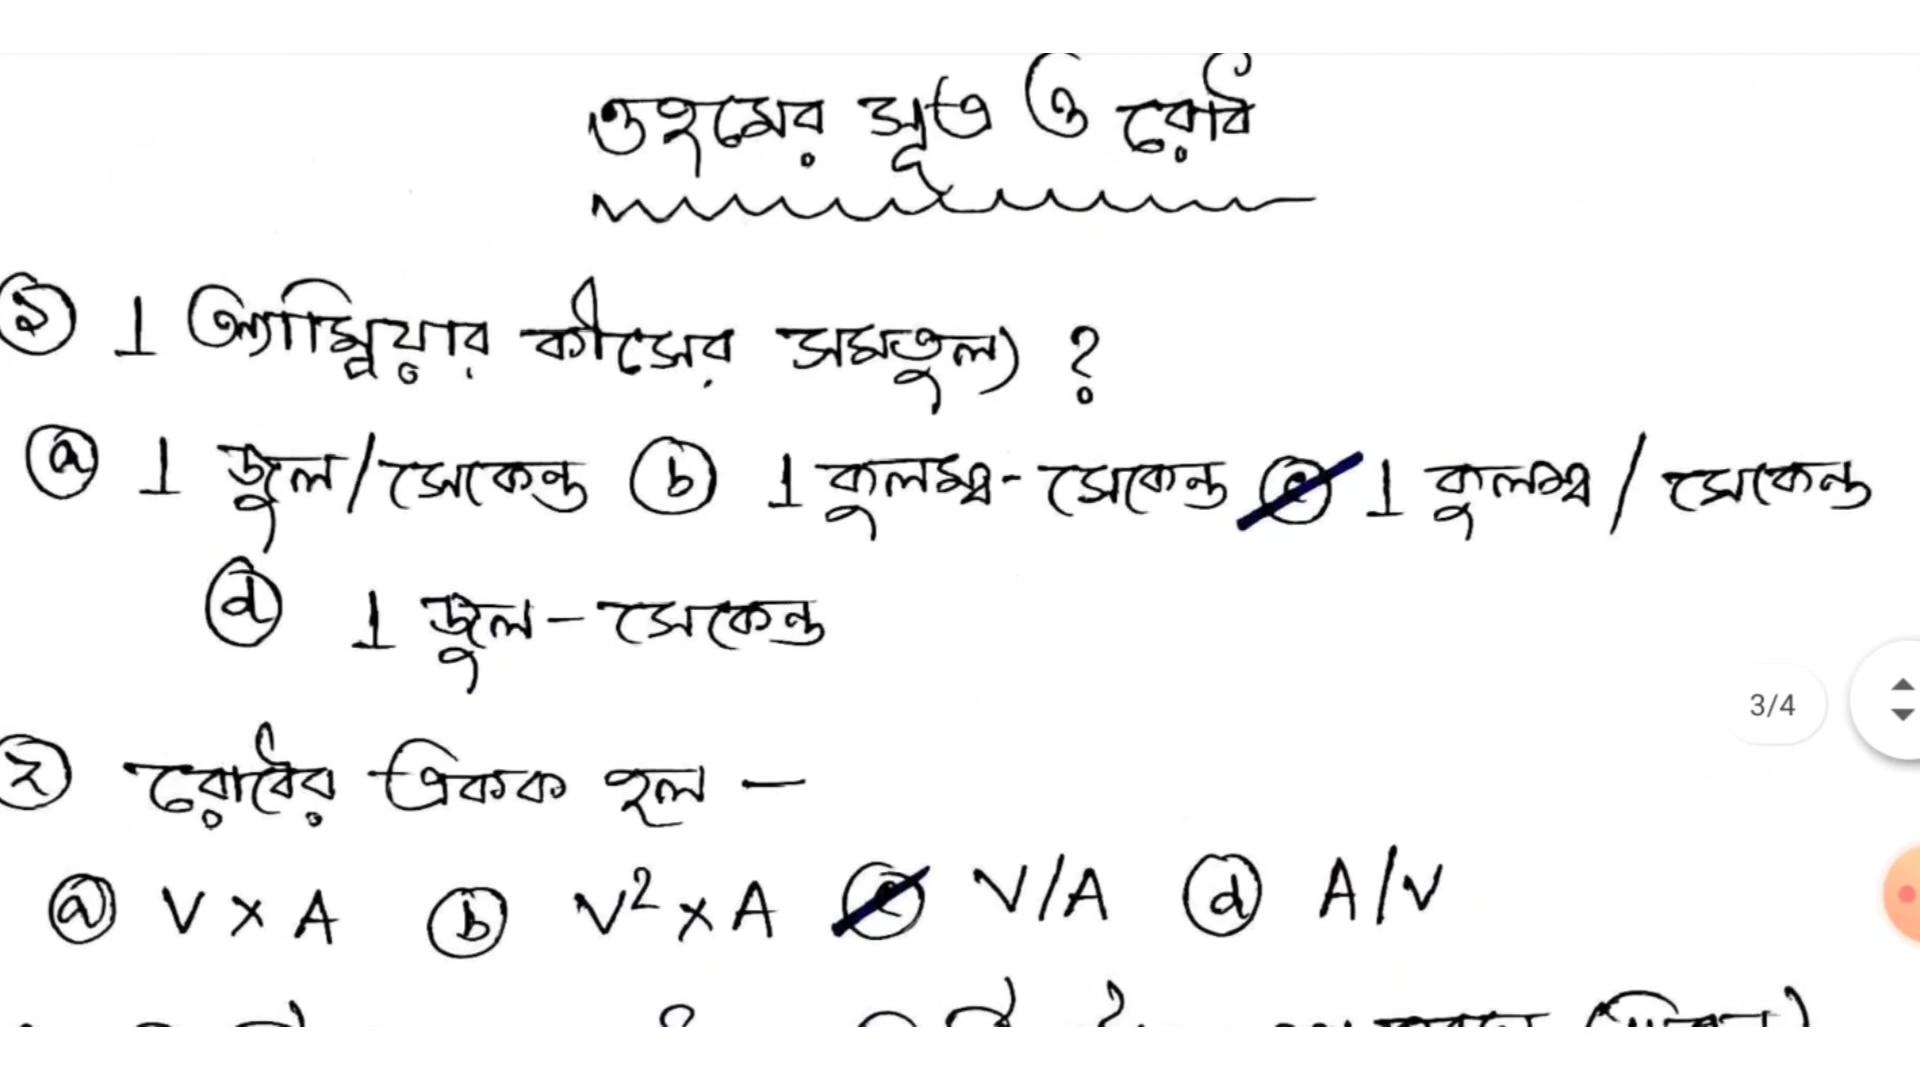 ওহমের সূত্র ও রোধ
১ 1 অ্যাম্পিয়ার কীসের সমতুল্য ?
a 1 জুল/সেকেন্ড b 1 কুলম্ব-সেকেন্ড c 1 কুলম্ব / সেকেন্ড
d 1 জুল-সেকেন্ড
3/4
২ রোধের একক হল —
a V x A b V² x A c V/A d A/V